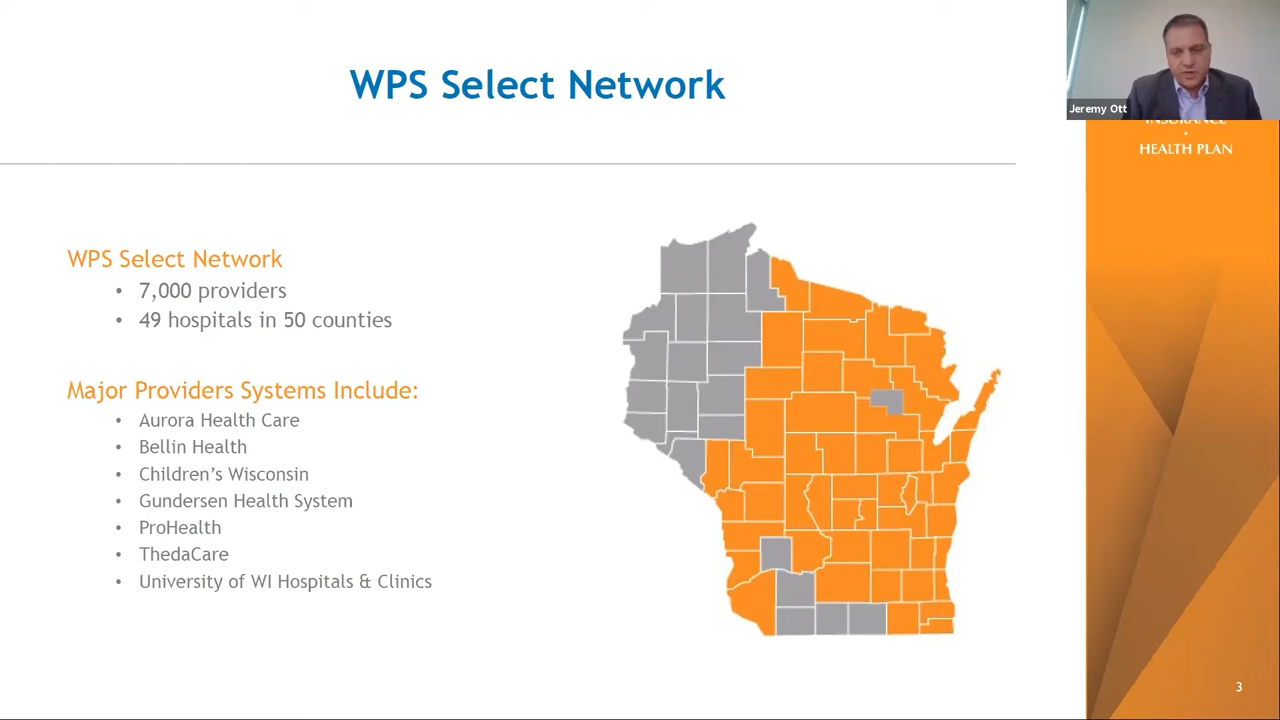 WPS Select Network
Jeremy Ott
INSURANCE
•
HEALTH PLAN
WPS Select Network
• 7,000 providers
• 49 hospitals in 50 counties
Major Providers Systems Include:
• Aurora Health Care
• Bellin Health
• Children’s Wisconsin
• Gundersen Health System
• ProHealth
• ThedaCare
• University of WI Hospitals & Clinics
3